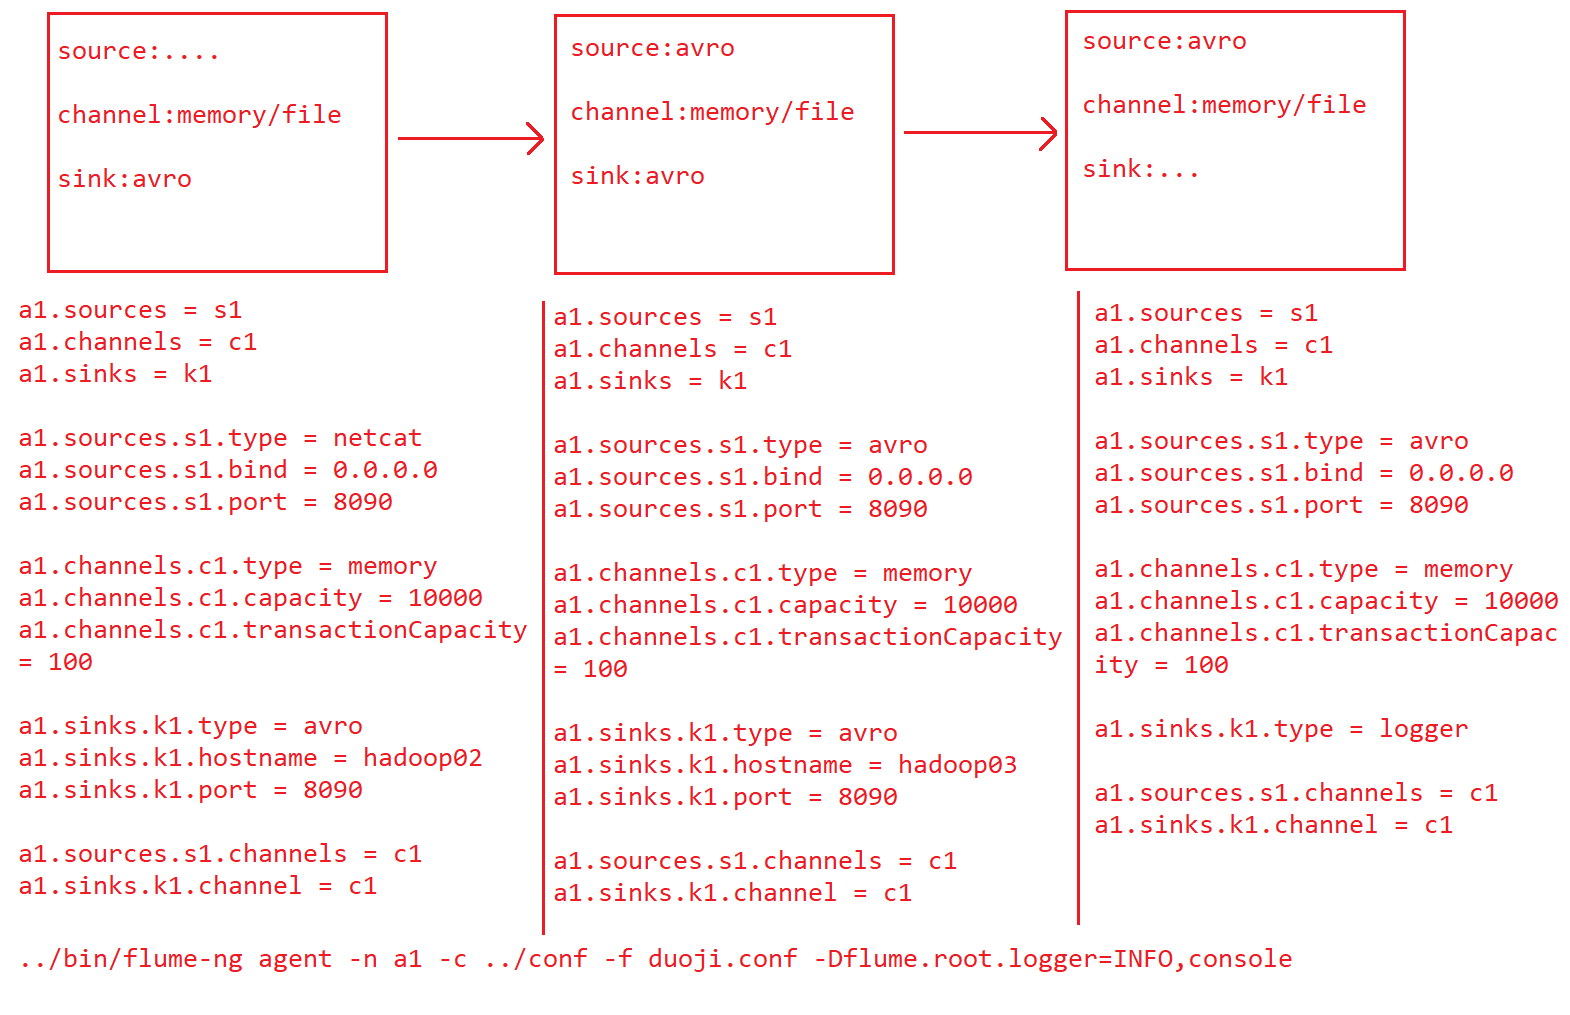 source:....
channel:memory/file
sink:avro
source:avro
channel:memory/file
sink:avro
source:avro
channel:memory/file
sink:...
a1.sources = s1
a1.channels = c1
a1.sinks = k1
a1.sources.s1.type = netcat
a1.sources.s1.bind = 0.0.0.0
a1.sources.s1.port = 8090
a1.channels.c1.type = memory
a1.channels.c1.capacity = 10000
a1.channels.c1.transactionCapacity
= 100
a1.sinks.k1.type = avro
a1.sinks.k1.hostname = hadoop02
a1.sinks.k1.port = 8090
a1.sources.s1.channels = c1
a1.sinks.k1.channel = c1
a1.sources = s1
a1.channels = c1
a1.sinks = k1
a1.sources.s1.type = avro
a1.sources.s1.bind = 0.0.0.0
a1.sources.s1.port = 8090
a1.channels.c1.type = memory
a1.channels.c1.capacity = 10000
a1.channels.c1.transactionCapacity
= 100
a1.sinks.k1.type = avro
a1.sinks.k1.hostname = hadoop03
a1.sinks.k1.port = 8090
a1.sources.s1.channels = c1
a1.sinks.k1.channel = c1
a1.sources = s1
a1.channels = c1
a1.sinks = k1
a1.sources.s1.type = avro
a1.sources.s1.bind = 0.0.0.0
a1.sources.s1.port = 8090
a1.channels.c1.type = memory
a1.channels.c1.capacity = 10000
a1.channels.c1.transactionCapac
ity = 100
a1.sinks.k1.type = logger
a1.sources.s1.channels = c1
a1.sinks.k1.channel = c1
../bin/flume-ng agent -n a1 -c ../conf -f duoji.conf -Dflume.root.logger=INFO,console